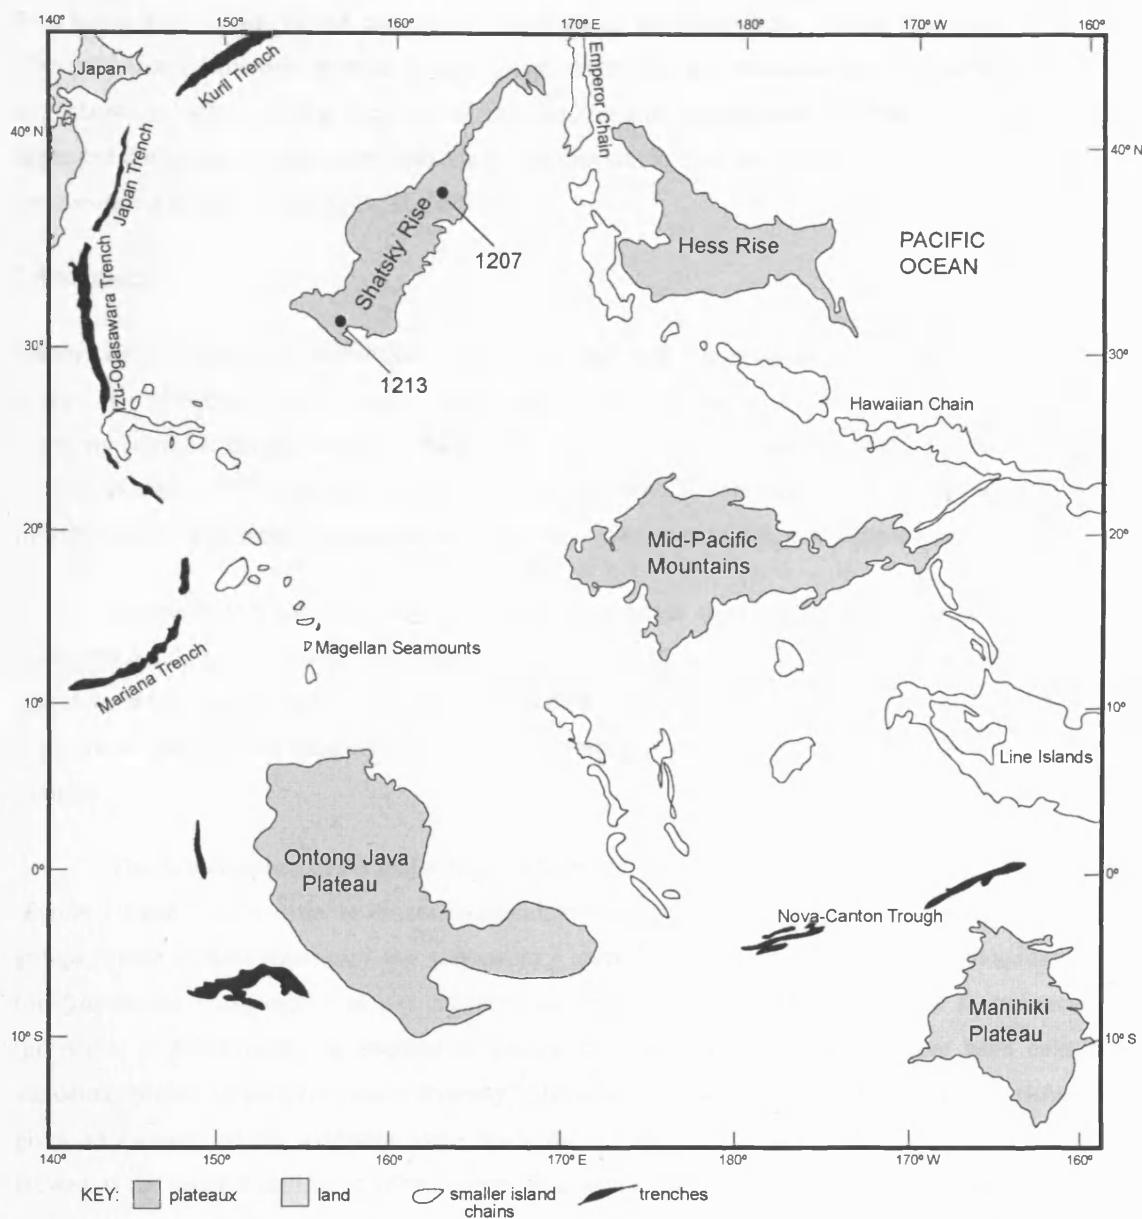 140° 150° 160° 170°E 180° 170°W 160°
Japan
Kuril Trench
Emperor Chain
40°N
40°N
Japan Trench
Shatsky Rise
1207
Hess Rise
PACIFIC
OCEAN
Izu-Ogasawara Trench
1213
30°
30°
Hawaiian Chain
20°
20°
Mid-Pacific
Mountains
Magellan Seamounts
Mariana Trench
10°
10°
Line Islands
Ontong Java
Plateau
0°
0°
Nova-Canton Trough
Manihiki
Plateau
10°S
10°S
140° 150° 160° 170°E 180° 170°W 160°
KEY: plateaux land smaller island trenches
chains